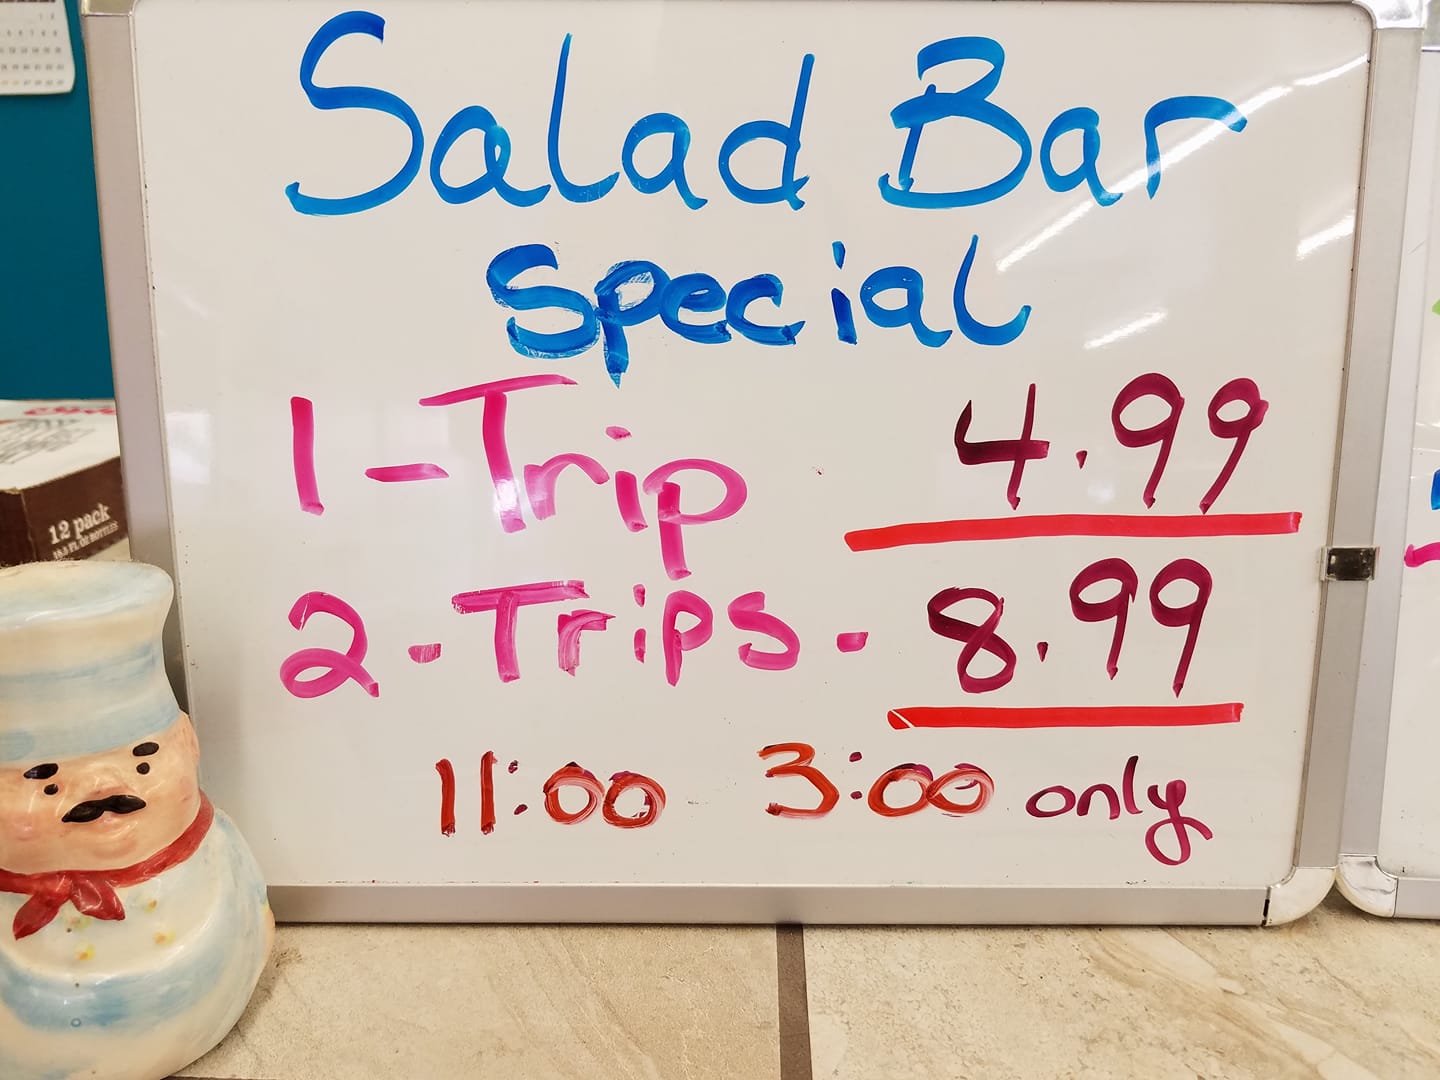 Salad Bar
special
1 - Trip 4.99
2 - Trips - 8.99
11:00 3:00 only
12 pack